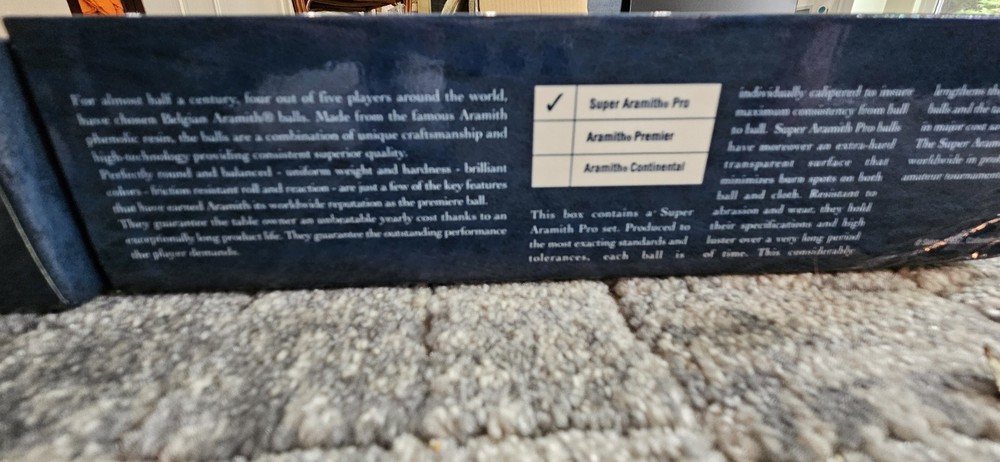 For almost half a century, four out of five players around the world,
have chosen Belgian Aramith® balls. Made from the famous Aramith
phenolic resin, the balls are a combination of unique craftsmanship and
high-technology providing consistent superior quality.
Perfectly round and balanced - uniform weight and hardness - brilliant
colors - friction resistant roll and reaction - are just a few of the key features
that have earned Aramith its worldwide reputation as the premiere ball.
They guarantee the table owner an unbeatable yearly cost thanks to an
exceptionally long product life. They guarantee the outstanding performance
the player demands.
✓ Super Aramith® Pro
Aramith® Premier
Aramith® Continental
This box contains a Super
Aramith Pro set. Produced to
the most exacting standards and
tolerances, each ball is
individually calipered to insure
maximum consistency from ball
to ball. Super Aramith Pro balls
have moreover an extra-hard
transparent surface that
minimizes burn spots on both
ball and cloth. Resistant to
abrasion and wear, they hold
their specifications and high
luster over a very long period
of time. This considerably
lengthens th
balls and the ta
in major cost sa
The Super Aram
worldwide in pro
amateur tournament